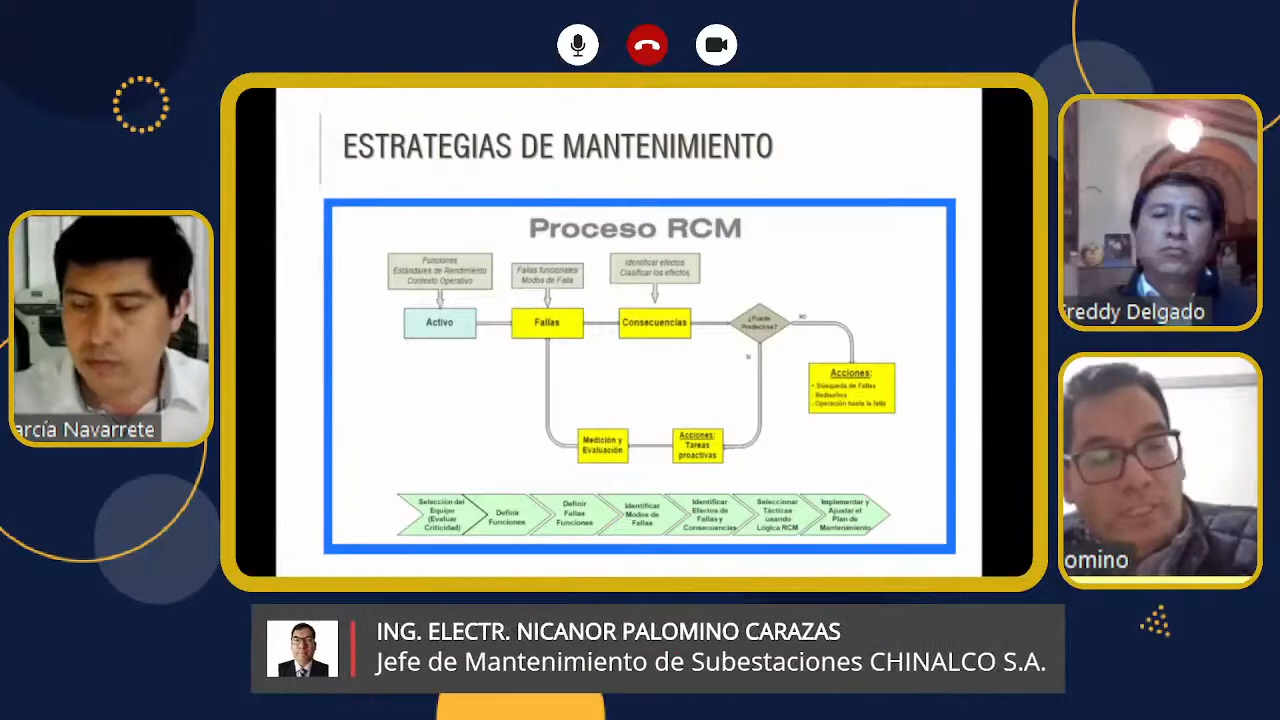 ESTRATEGIAS DE MANTENIMIENTO
Proceso RCM
Funciones
Estándares de Rendimiento
Contexto Operativo
Fallas funcionales
Modos de Falla
Identificar efectos
Clasificar los efectos
Activo
Fallas
Consecuencias
¿Puede
Predecirse?
NO
SI
Acciones:
- Búsqueda de Fallas
- Rediseños
- Operación hasta la falla
Medición y
Evaluación
Acciones:
Tareas
proactivas
Selección del
Equipo
(Evaluar
Criticidad)
Definir
Funciones
Definir
Fallas
Funciones
Identificar
Modos de
Fallas
Identificar
Efectos de
Fallas y
Consecuencias
Seleccionar
Tácticas
usando
Lógica RCM
Implementar y
Ajustar el
Plan de
Mantenimiento
arcía Navarrete
Freddy Delgado
omino
ING. ELECTR. NICANOR PALOMINO CARAZAS
Jefe de Mantenimiento de Subestaciones CHINALCO S.A.